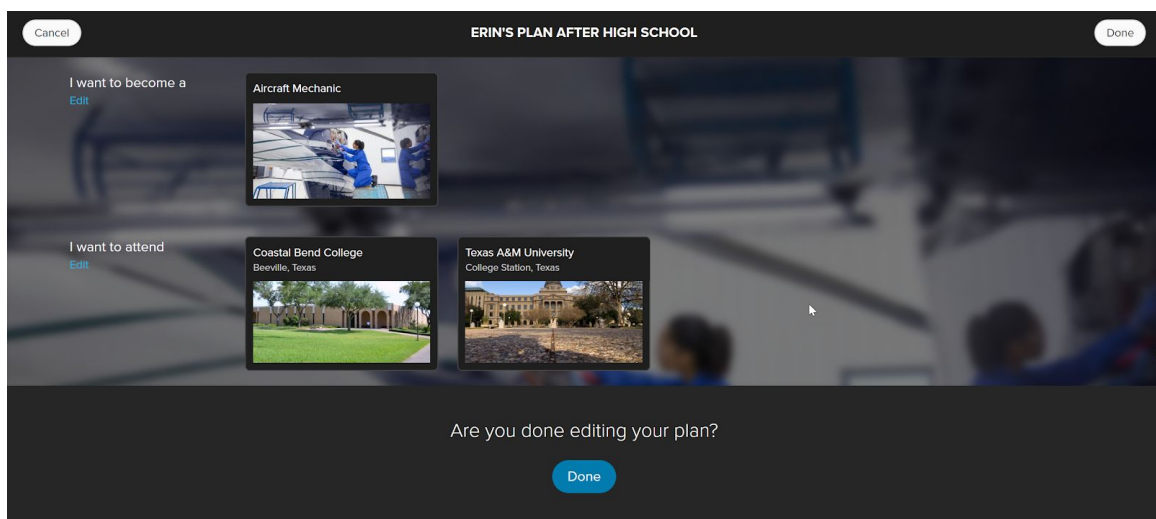 Cancel
ERIN'S PLAN AFTER HIGH SCHOOL
Done
I want to become a
Edit
Aircraft Mechanic
I want to attend
Edit
Coastal Bend College
Beeville, Texas
Texas A&M University
College Station, Texas
Are you done editing your plan?
Done